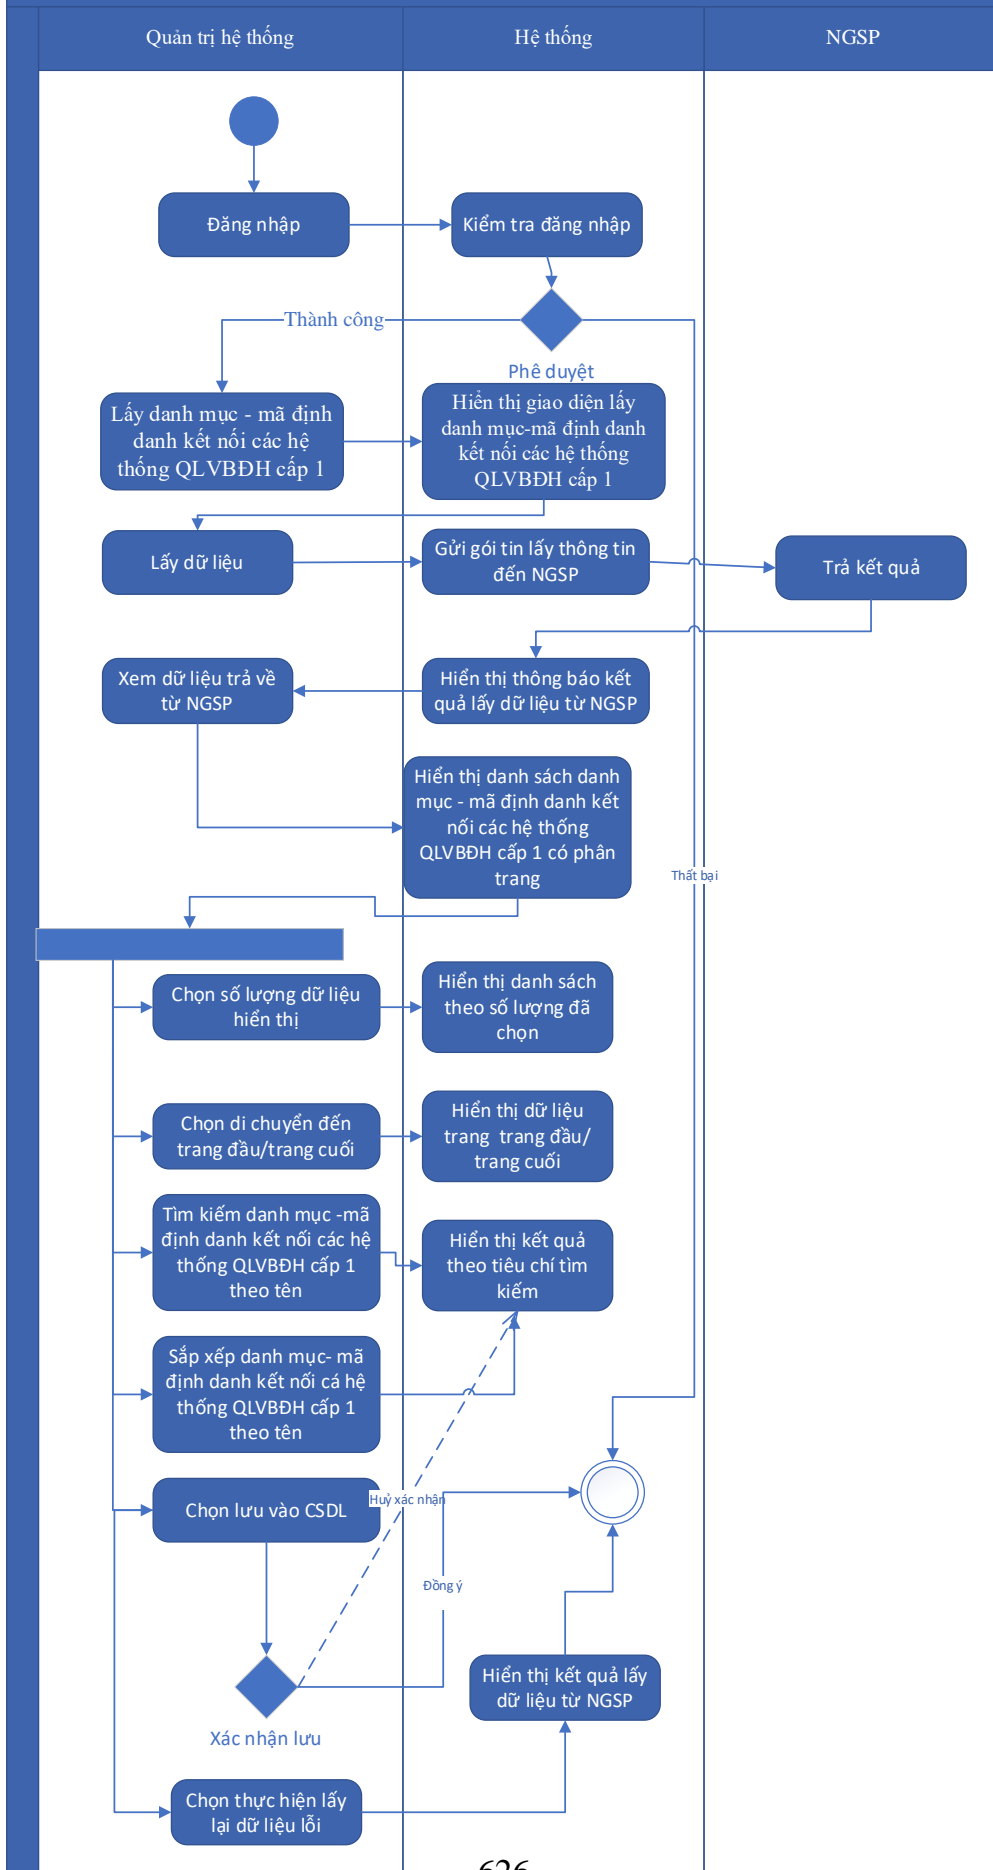 Quản trị hệ thống
Hệ thống
NGSP
Đăng nhập
Kiểm tra đăng nhập
Thành công
Phê duyệt
Lấy danh mục - mã định
danh kết nối các hệ
thống QLVBĐH cấp 1
Hiển thị giao diện lấy
danh mục-mã định danh
kết nối các hệ thống
QLVBĐH cấp 1
Lấy dữ liệu
Gửi gói tin lấy thông tin
đến NGSP
Trả kết quả
Xem dữ liệu trả về
từ NGSP
Hiển thị thông báo kết
quả lấy dữ liệu từ NGSP
Hiển thị danh sách danh
mục - mã định danh kết
nối các hệ thống
QLVBĐH cấp 1 có phân
trang
Thất bại
Chọn số lượng dữ liệu
hiển thị
Hiển thị danh sách
theo số lượng đã
chọn
Chọn di chuyển đến
trang đầu/trang cuối
Hiển thị dữ liệu
trang trang đầu/
trang cuối
Tìm kiếm danh mục -mã
định danh kết nối các hệ
thống QLVBĐH cấp 1
theo tên
Hiển thị kết quả
theo tiêu chí tìm
kiếm
Sắp xếp danh mục- mã
định danh kết nối cá hệ
thống QLVBĐH cấp 1
theo tên
Chọn lưu vào CSDL
Huỷ xác nhận
Đồng ý
Xác nhận lưu
Hiển thị kết quả lấy
dữ liệu từ NGSP
Chọn thực hiện lấy
lại dữ liệu lỗi